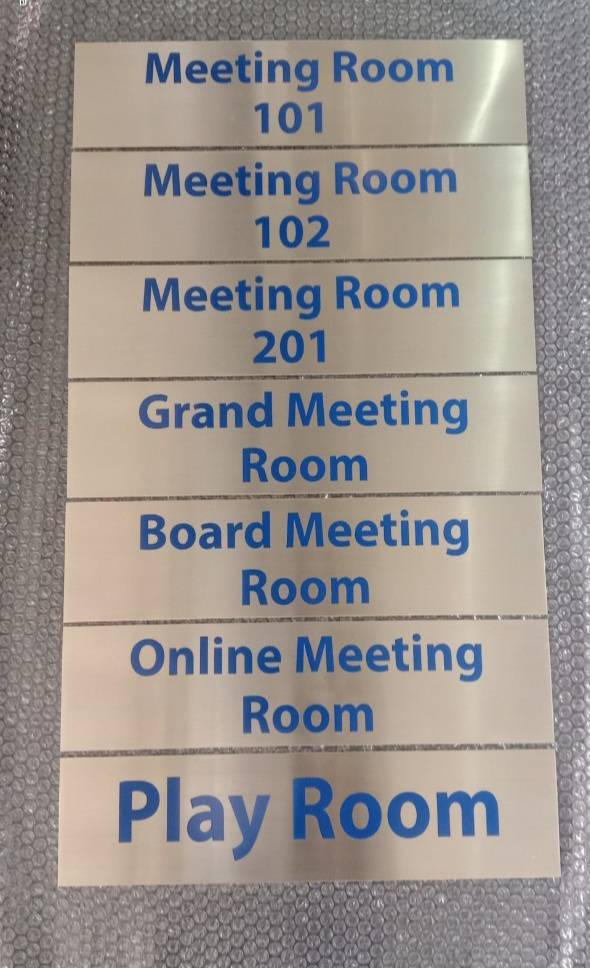 Meeting Room
101
Meeting Room
102
Meeting Room
201
Grand Meeting
Room
Board Meeting
Room
Online Meeting
Room
Play Room